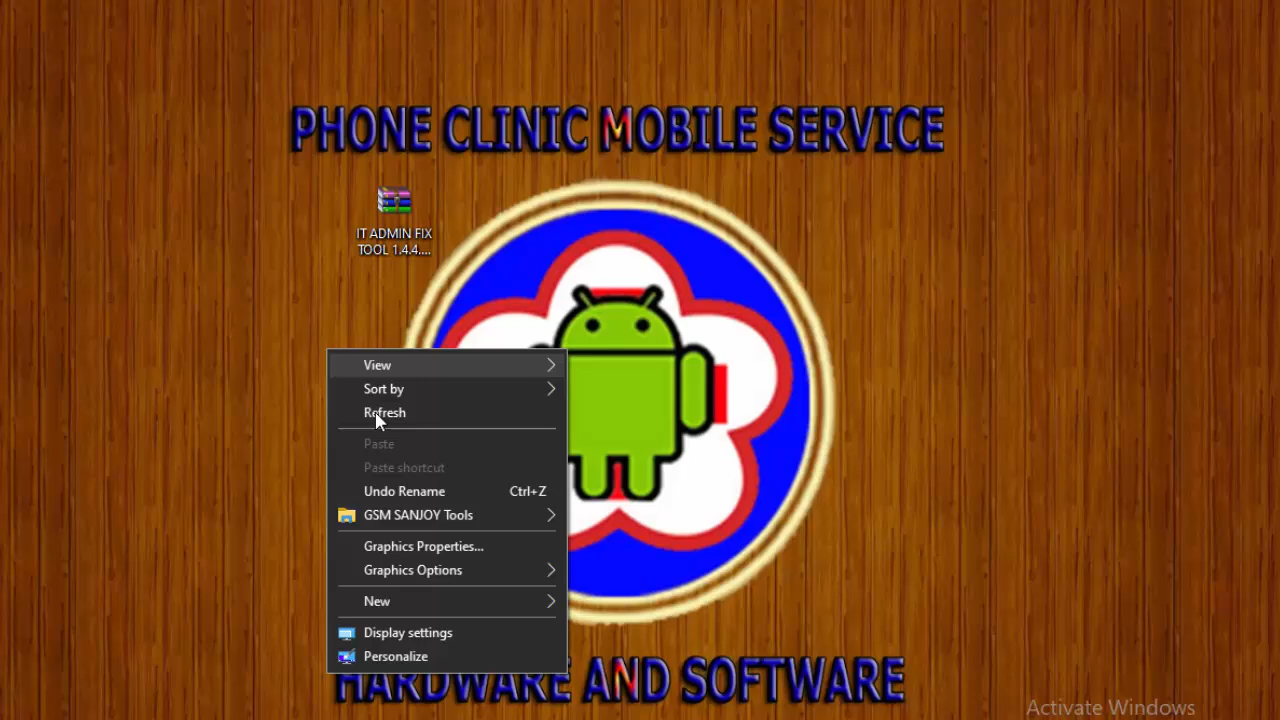 PHONE CLINIC MOBILE SERVICE
IT ADMIN FIX
TOOL 1.4.4....
View
Sort by
Refresh
Paste
Paste shortcut
Undo Rename Ctrl+Z
GSM SANJOY Tools
Graphics Properties...
Graphics Options
New
Display settings
Personalize
HARDWARE AND SOFTWARE
Activate Windows